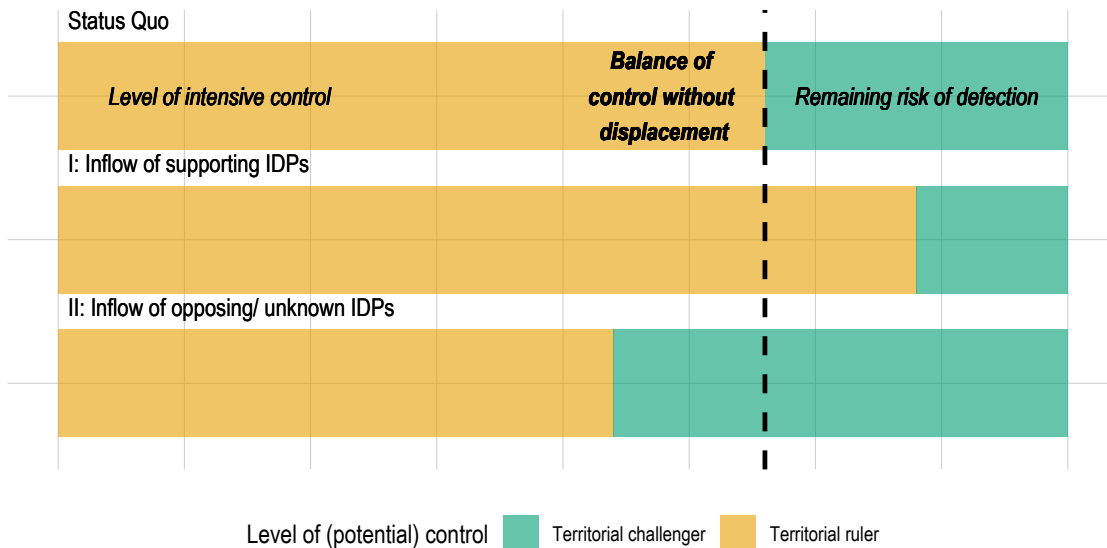 Status Quo
Level of intensive control
Balance of
control without
displacement
Remaining risk of defection
I: Inflow of supporting IDPs
II: Inflow of opposing/ unknown IDPs
Level of (potential) control Territorial challenger Territorial ruler